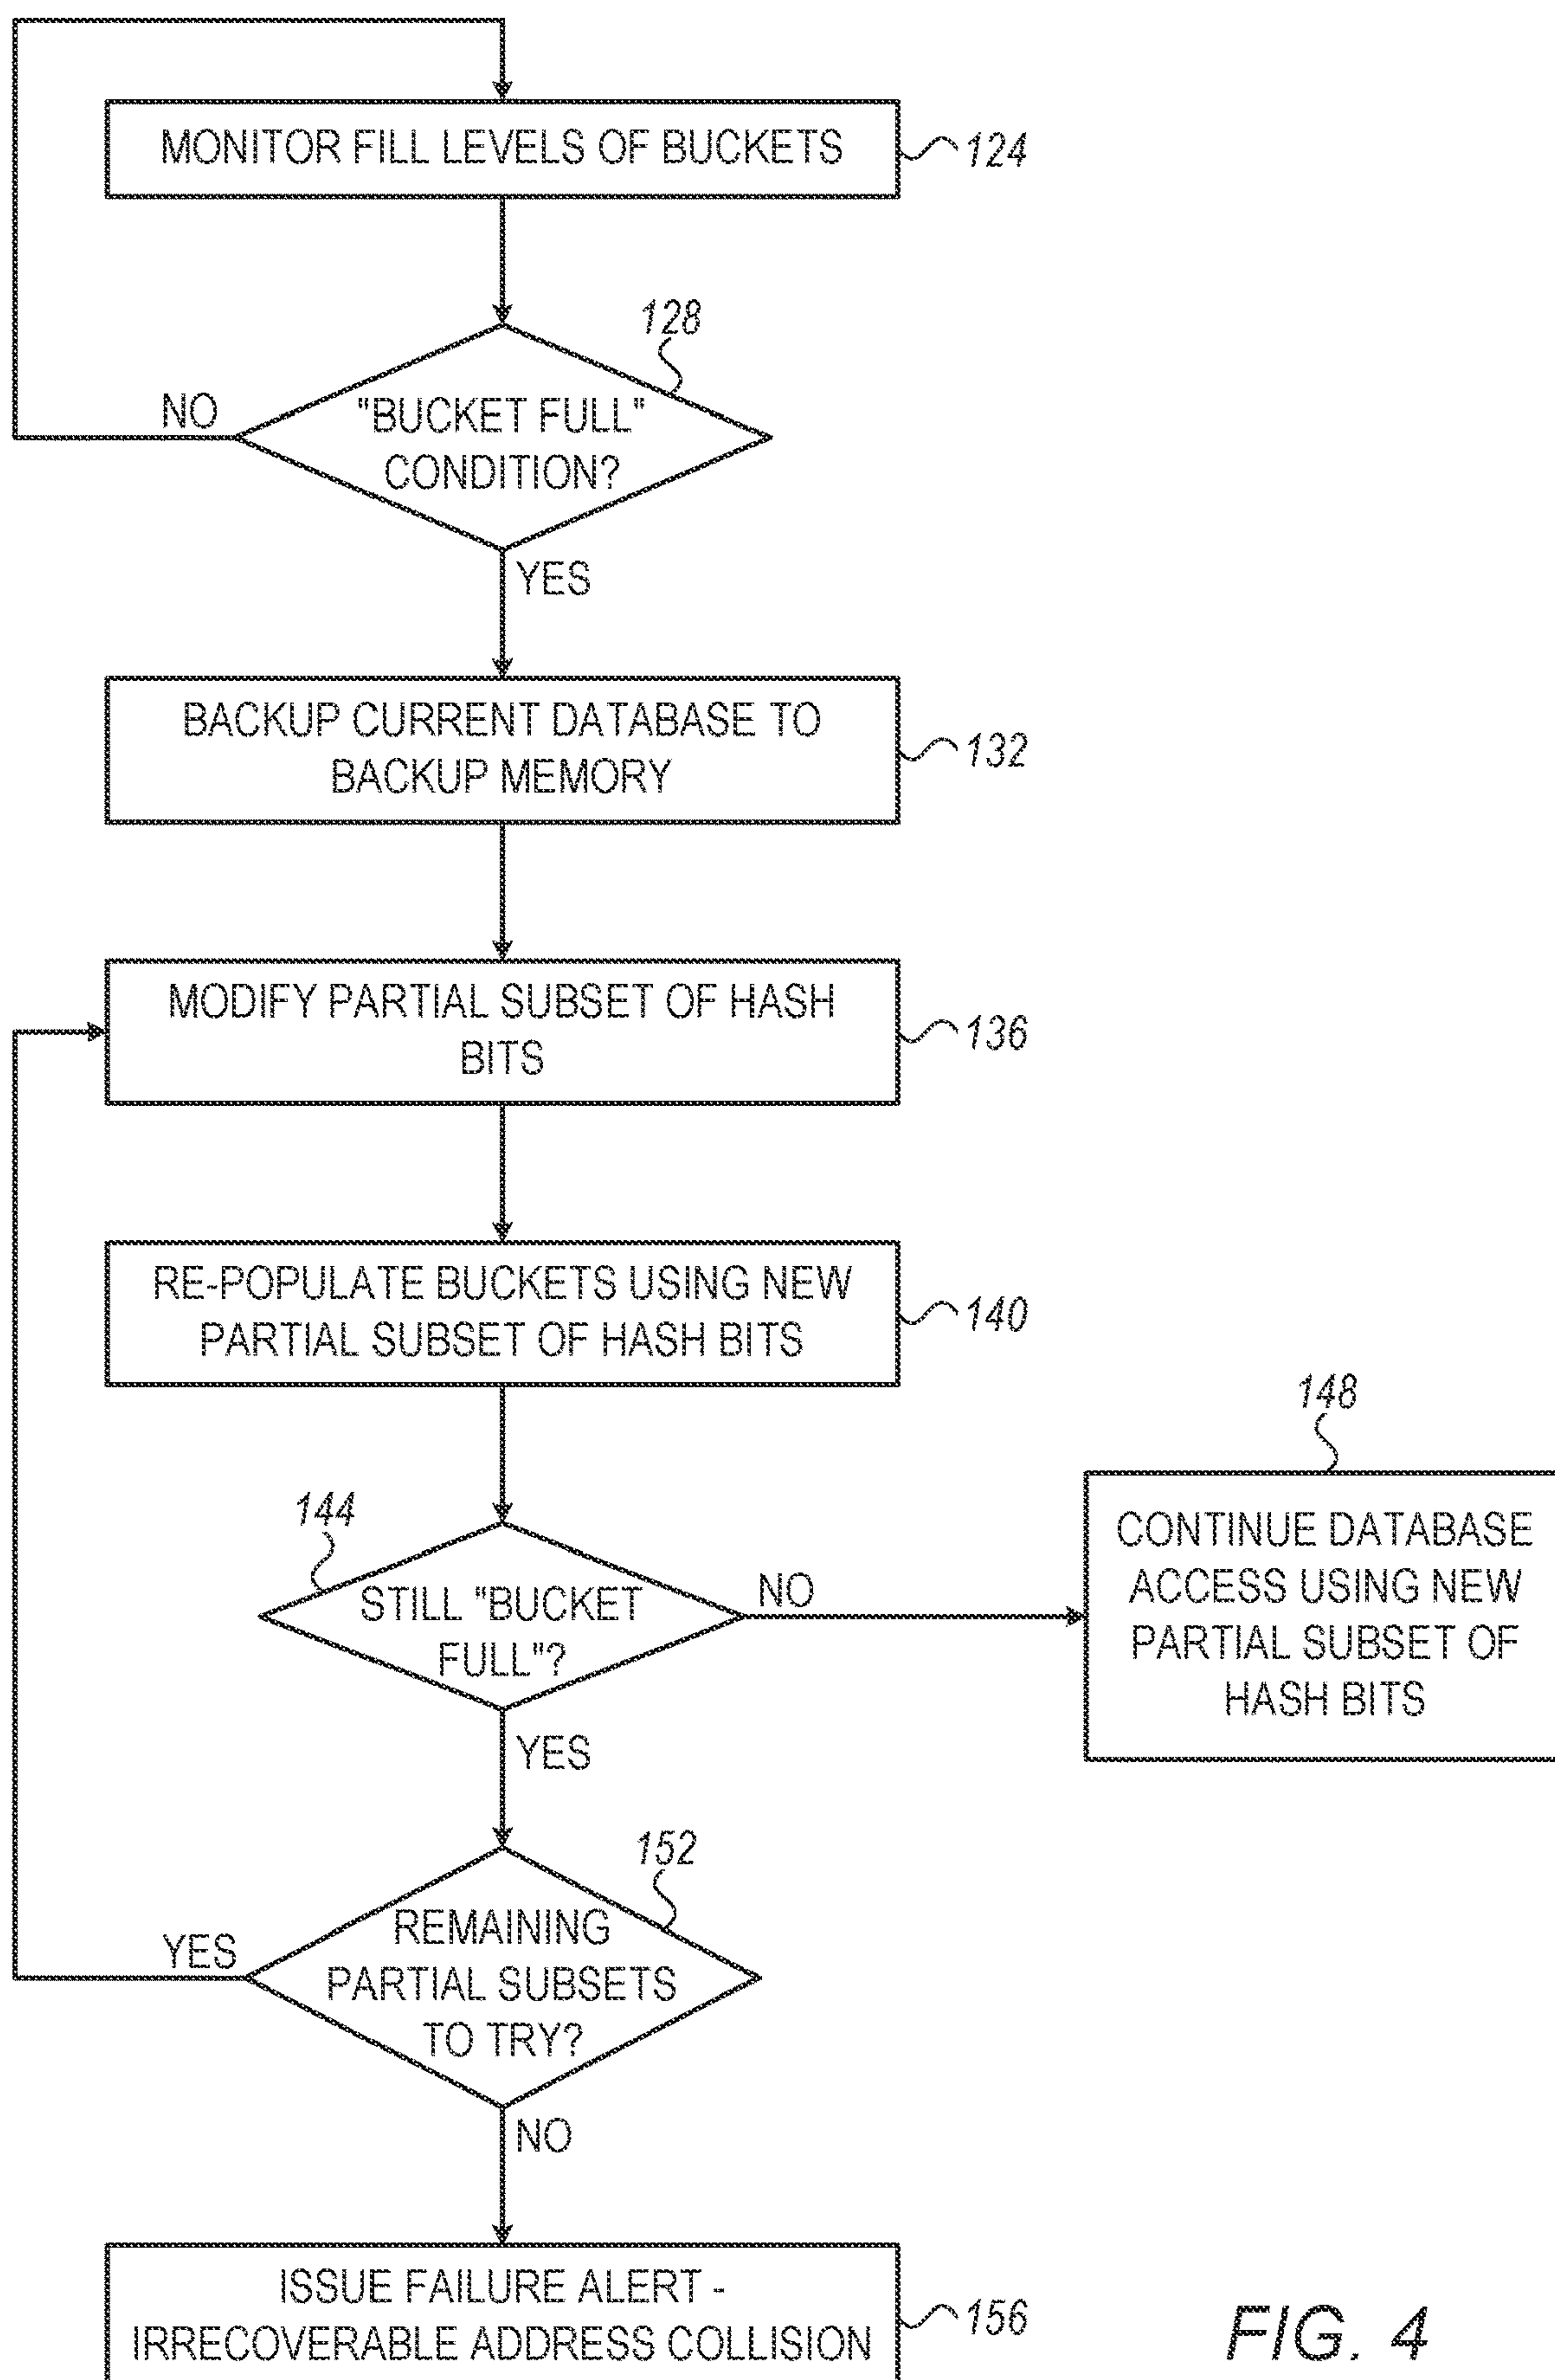 MONITOR FILL LEVELS OF BUCKETS
124
128
NO
"BUCKET FULL"
CONDITION?
YES
BACKUP CURRENT DATABASE TO
BACKUP MEMORY
132
MODIFY PARTIAL SUBSET OF HASH
BITS
136
RE-POPULATE BUCKETS USING NEW
PARTIAL SUBSET OF HASH BITS
140
144
STILL "BUCKET
FULL"?
NO
148
CONTINUE DATABASE
ACCESS USING NEW
PARTIAL SUBSET OF
HASH BITS
YES
152
YES
REMAINING
PARTIAL SUBSETS
TO TRY?
NO
ISSUE FAILURE ALERT -
IRRECOVERABLE ADDRESS COLLISION
156
FIG. 4